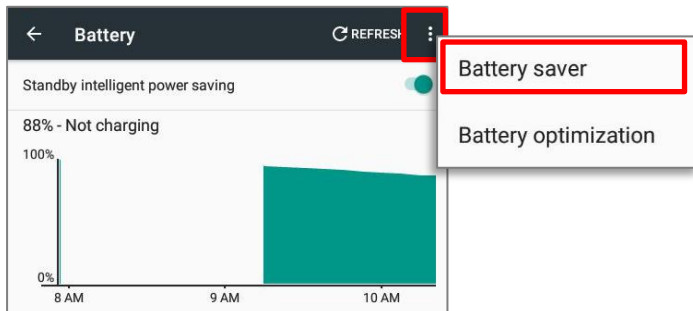 Battery
REFRESH
Battery saver
Battery optimization
Standby intelligent power saving
88% - Not charging
100%
0%
8 AM
9 AM
10 AM